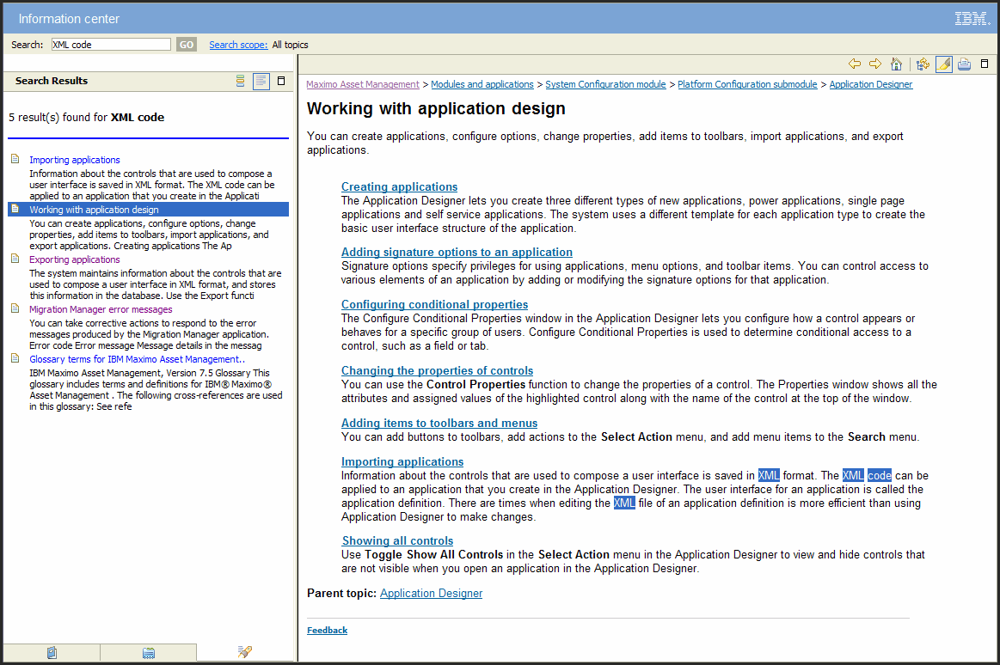 Information center
IBM.
Search:
XML code
GO
Search scope:
All topics
Search Results
5 result(s) found for XML code
Importing applications
Information about the controls that are used to compose a
user interface is saved in XML format. The XML code can be
applied to an application that you create in the Applicati
Working with application design
You can create applications, configure options, change
properties, add items to toolbars, import applications, and
export applications. Creating applications The Ap
Exporting applications
The system maintains information about the controls that are
used to compose a user interface in XML format, and stores
this information in the database. Use the Export functi
Migration Manager error messages
You can take corrective actions to respond to the error
messages produced by the Migration Manager application.
Error code Error message Message details in the messag
Glossary terms for IBM Maximo Asset Management..
IBM Maximo Asset Management, Version 7.5 Glossary This
glossary includes terms and definitions for IBM® Maximo®
Asset Management . The following cross-references are used
in this glossary: See refe
Maximo Asset Management > Modules and applications > System Configuration module > Platform Configuration submodule > Application Designer
Working with application design
You can create applications, configure options, change properties, add items to toolbars, import applications, and export
applications.
Creating applications
The Application Designer lets you create three different types of new applications, power applications, single page
applications and self service applications. The system uses a different template for each application type to create the
basic user interface structure of the application.
Adding signature options to an application
Signature options specify privileges for using applications, menu options, and toolbar items. You can control access to
various elements of an application by adding or modifying the signature options for that application.
Configuring conditional properties
The Configure Conditional Properties window in the Application Designer lets you configure how a control appears or
behaves for a specific group of users. Configure Conditional Properties is used to determine conditional access to a
control, such as a field or tab.
Changing the properties of controls
You can use the Control Properties function to change the properties of a control. The Properties window shows all the
attributes and assigned values of the highlighted control along with the name of the control at the top of the window.
Adding items to toolbars and menus
You can add buttons to toolbars, add actions to the Select Action menu, and add menu items to the Search menu.
Importing applications
Information about the controls that are used to compose a user interface is saved in XML format. The XML code can be
applied to an application that you create in the Application Designer. The user interface for an application is called the
application definition. There are times when editing the XML file of an application definition is more efficient than using
Application Designer to make changes.
Showing all controls
Use Toggle Show All Controls in the Select Action menu in the Application Designer to view and hide controls that
are not visible when you open an application in the Application Designer.
Parent topic: Application Designer
Feedback